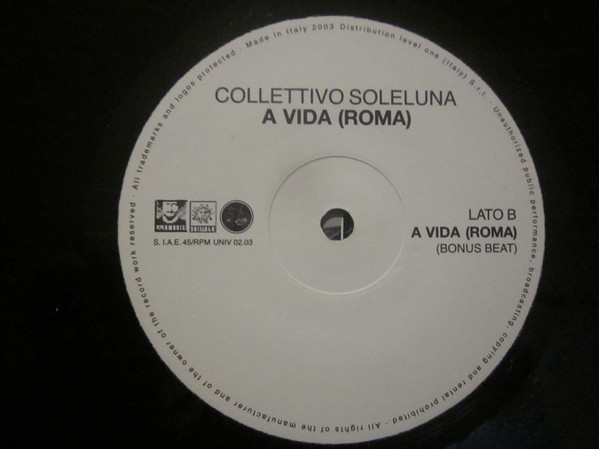 COLLETTIVO SOLELUNA
A VIDA (ROMA)
LATO B
A VIDA (ROMA)
(BONUS BEAT)
S. I.A.E. 45/RPM UNIV 02.03
SOLELUNA
· All rights of the manufacturer and of the owner of the record work reserved · All trademarks and logos protected · Made in Italy 2003 Distribution level one (Italy) S.r.l. · Unauthorized public performance, broadcasting, copying and rental prohibited